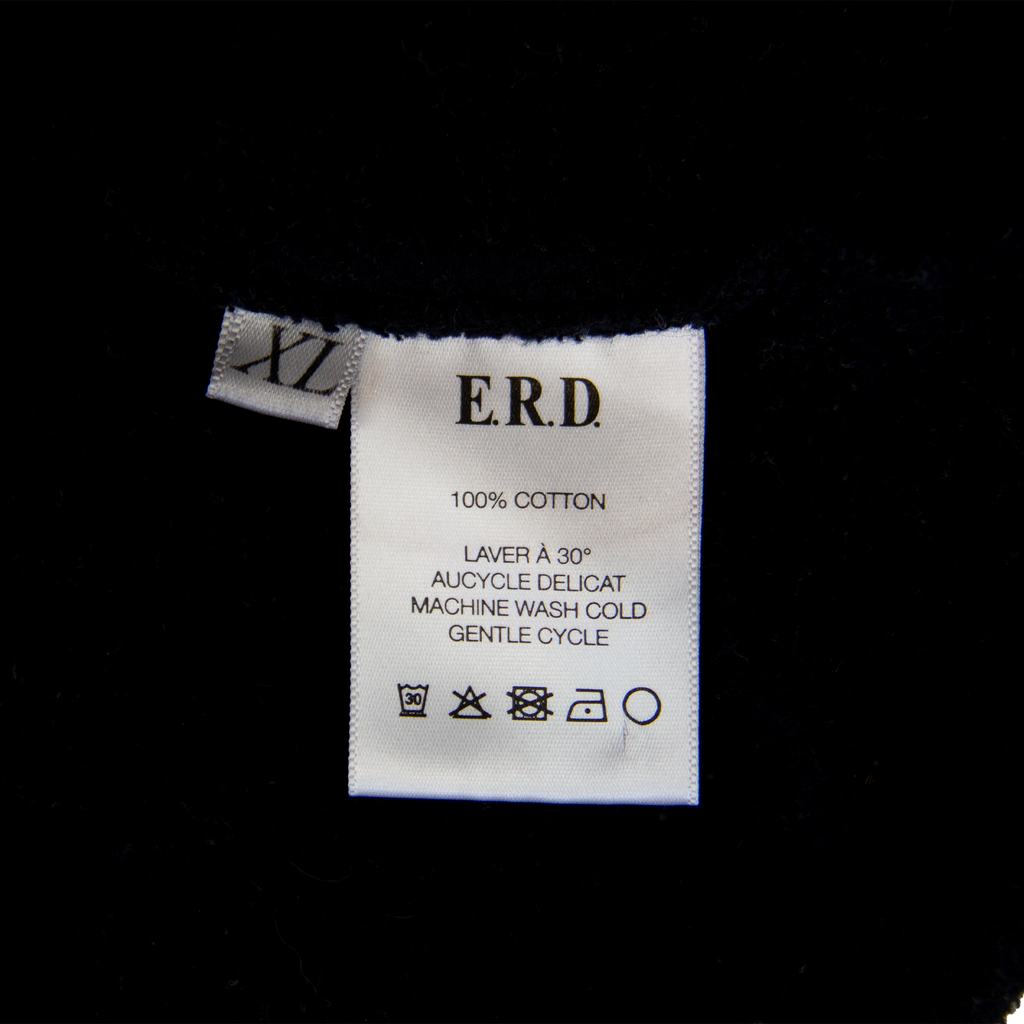 XL
E.R.D.
100% COTTON
LAVER À 30°
AUCYCLE DELICAT
MACHINE WASH COLD
GENTLE CYCLE
30